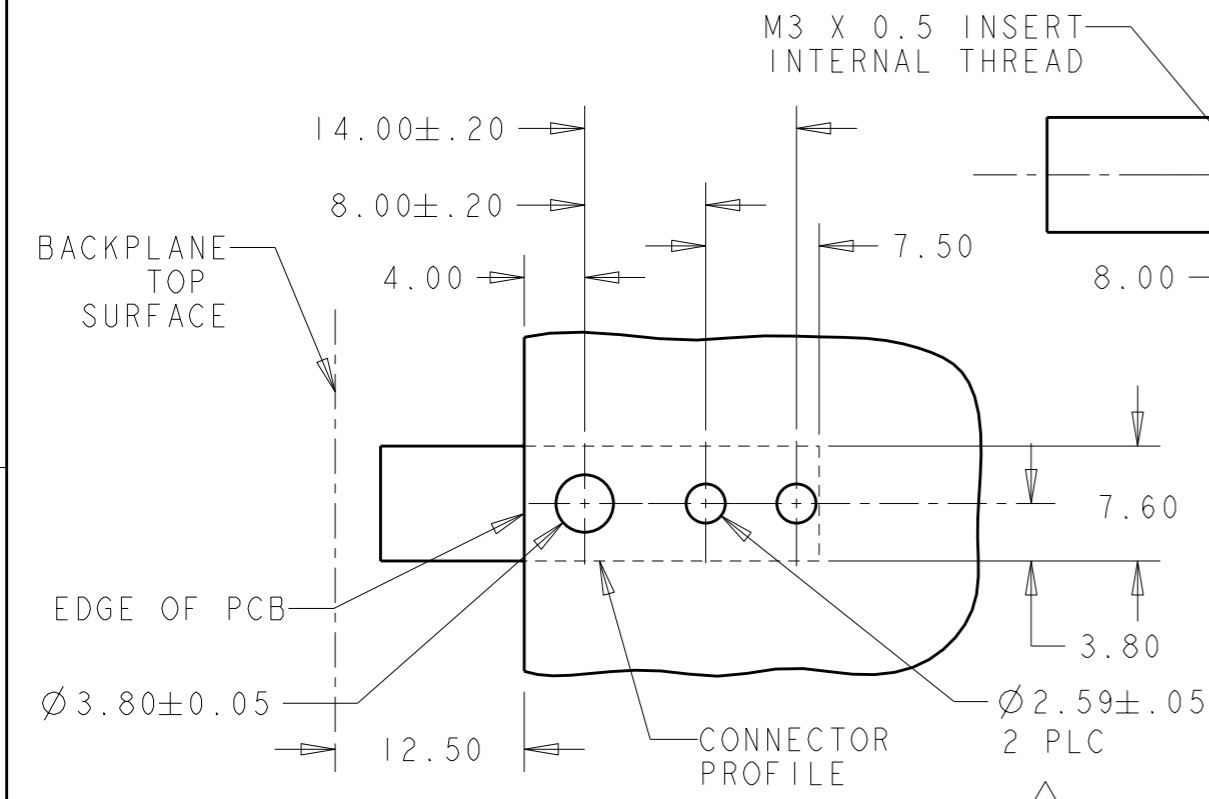 M3 X 0.5 INSERT
INTERNAL THREAD
14.00±.20
8.00±.20
BACKPLANE
TOP
SURFACE
4.00
7.50
8.00
7.60
EDGE OF PCB
3.80
Ø3.80±0.05
Ø2.59±.05
2 PLC
12.50
CONNECTOR
PROFILE